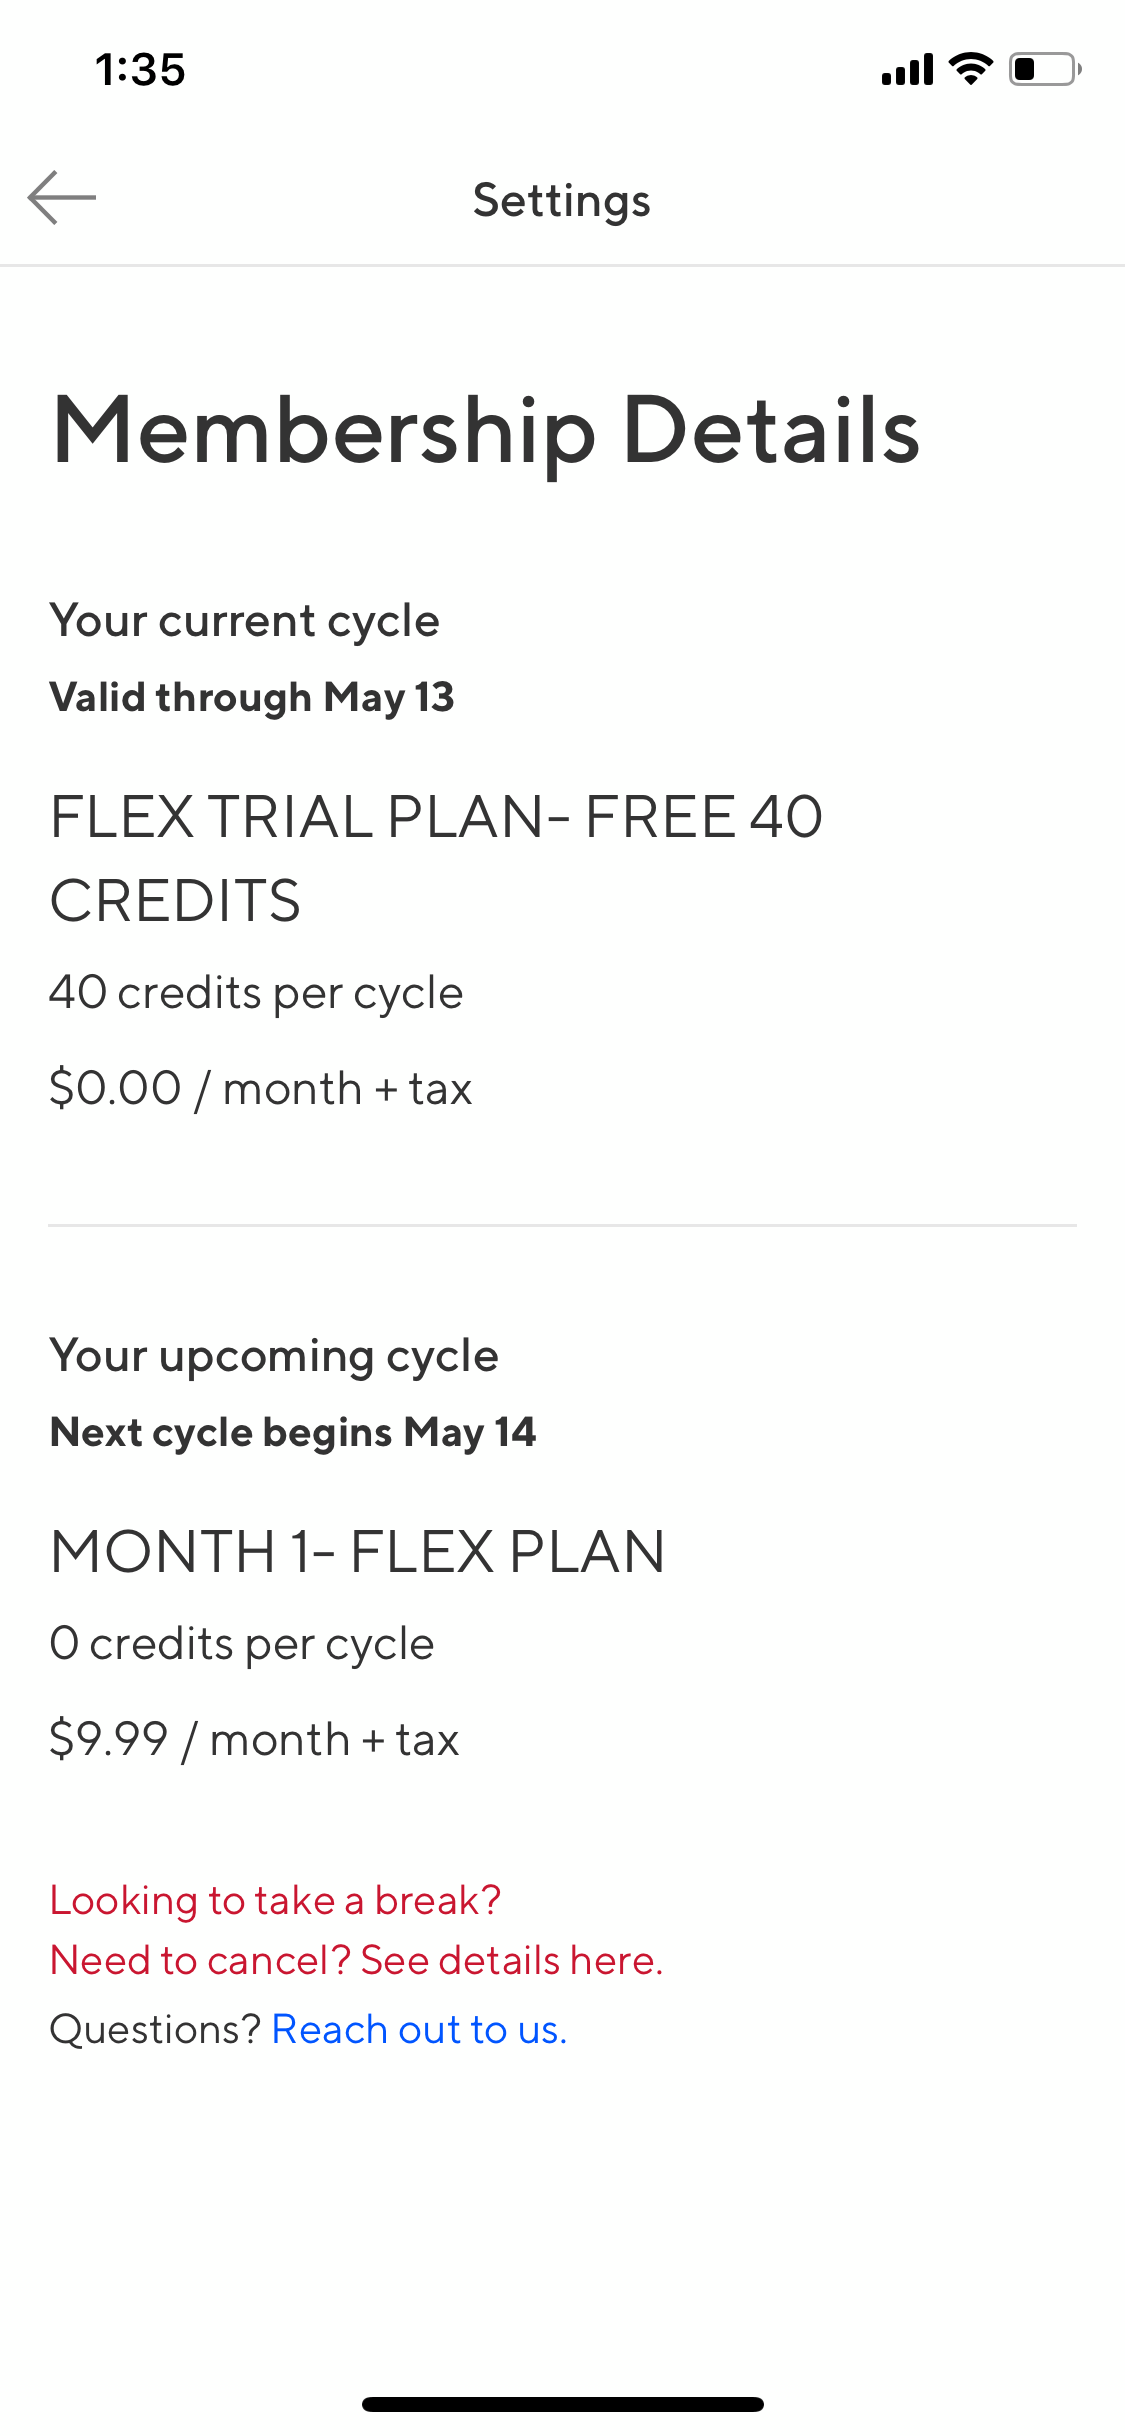 1:35
Settings
Membership Details
Your current cycle
Valid through May 13
FLEX TRIAL PLAN- FREE 40
CREDITS
40 credits per cycle
$0.00 / month + tax
Your upcoming cycle
Next cycle begins May 14
MONTH 1- FLEX PLAN
0 credits per cycle
$9.99 / month + tax
Looking to take a break?
Need to cancel? See details here.
Questions? Reach out to us.